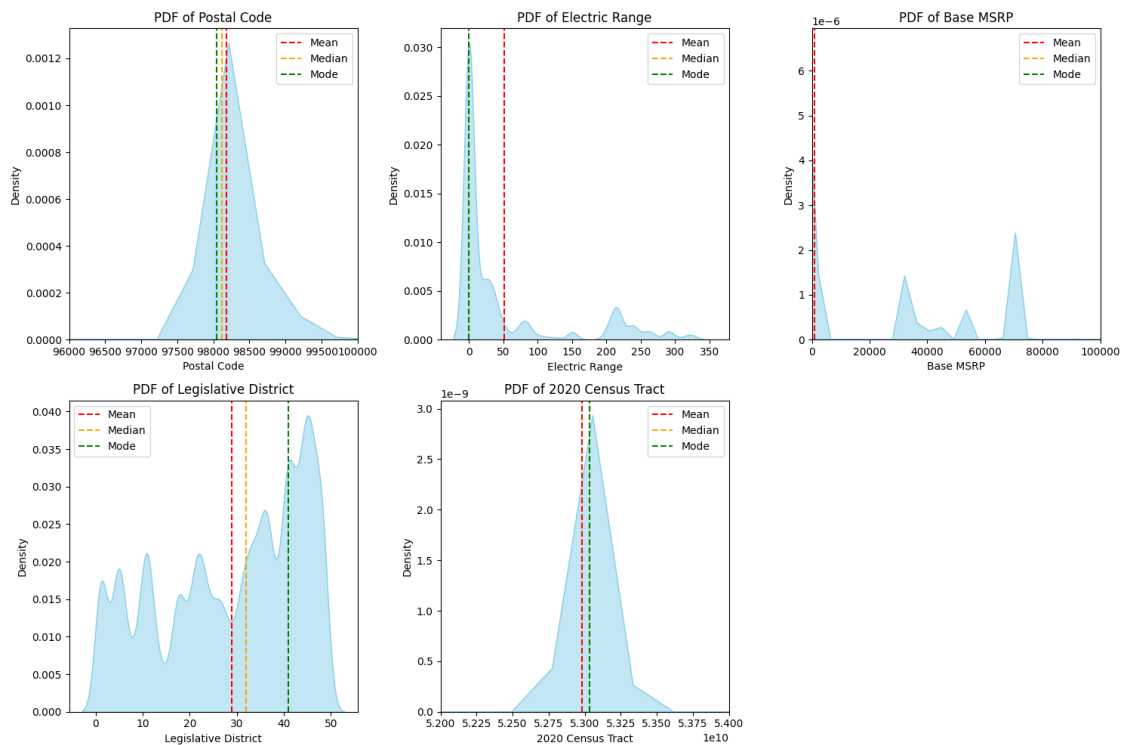 PDF of Postal Code
Density
0.0012
0.0010
0.0008
0.0006
0.0004
0.0002
0.0000
Mean
Median
Mode
96000 96500 97000 97500 98000 98500 99000 99500 100000
Postal Code
PDF of Electric Range
Density
0.030
0.025
0.020
0.015
0.010
0.005
0.000
Mean
Median
Mode
0 50 100 150 200 250 300 350
Electric Range
PDF of Base MSRP
1e−6
Density
6
5
4
3
2
1
0
Mean
Median
Mode
0 20000 40000 60000 80000 100000
Base MSRP
PDF of Legislative District
Density
0.040
0.035
0.030
0.025
0.020
0.015
0.010
0.005
0.000
Mean
Median
Mode
0 10 20 30 40 50
Legislative District
PDF of 2020 Census Tract
1e−9
Density
3.0
2.5
2.0
1.5
1.0
0.5
0.0
Mean
Median
Mode
5.200 5.225 5.250 5.275 5.300 5.325 5.350 5.375 5.400
2020 Census Tract
1e10